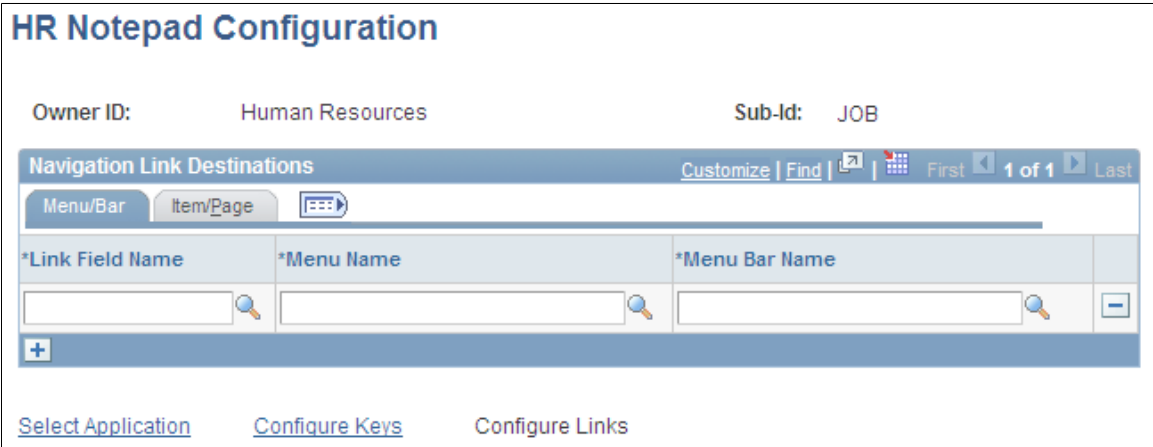 HR Notepad Configuration
Owner ID: Human Resources Sub-Id: JOB
Navigation Link Destinations Customize | Find | | First 1 of 1 Last
Menu/Bar Item/Page
*Link Field Name *Menu Name *Menu Bar Name
Select Application Configure Keys Configure Links